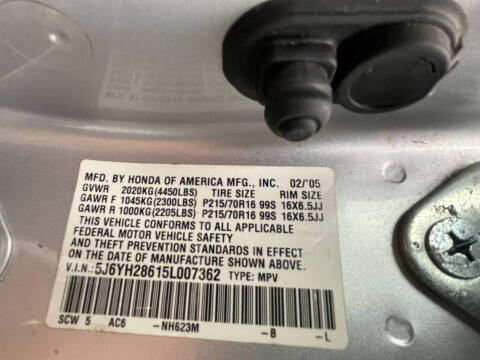 MFD. BY HONDA OF AMERICA MFG., INC. 02/'05
GVWR 2020KG(4450LBS) TIRE SIZE RIM SIZE
GAWR F 1045KG(2300LBS) P215/70R16 99S 16X6.5JJ
GAWR R 1000KG(2205LBS) P215/70R16 99S 16X6.5JJ
THIS VEHICLE CONFORMS TO ALL APPLICABLE
FEDERAL MOTOR VEHICLE SAFETY
AND THEFT PREVENTION STANDARDS IN EFFECT
ON THE DATE OF MANUFACTURE SHOWN ABOVE.
V.I.N.: 5J6YH28615L007362 TYPE: MPV
SCW 5 AC6 -NH623M -B -L